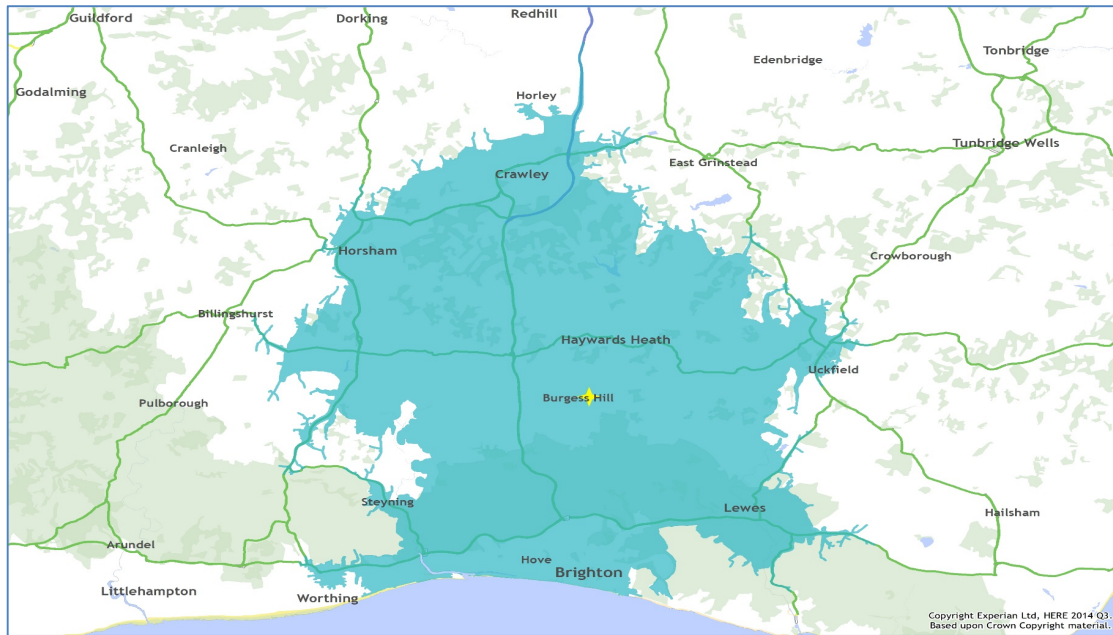 Guildford
Dorking
Redhill
Tonbridge
Edenbridge
Godalming
Horley
Cranleigh
Tunbridge Wells
East Grinstead
Crawley
Horsham
Crowborough
Billingshurst
Haywards Heath
Uckfield
Burgess Hill
Pulborough
Steyning
Lewes
Hailsham
Arundel
Hove
Brighton
Littlehampton
Worthing
Copyright Experian Ltd, HERE 2014 Q3.
Based upon Crown Copyright material.